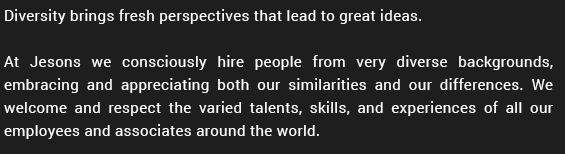 Diversity brings fresh perspectives that lead to great ideas.
At Jesons we consciously hire people from very diverse backgrounds,
embracing and appreciating both our similarities and our differences. We
welcome and respect the varied talents, skills, and experiences of all our
employees and associates around the world.